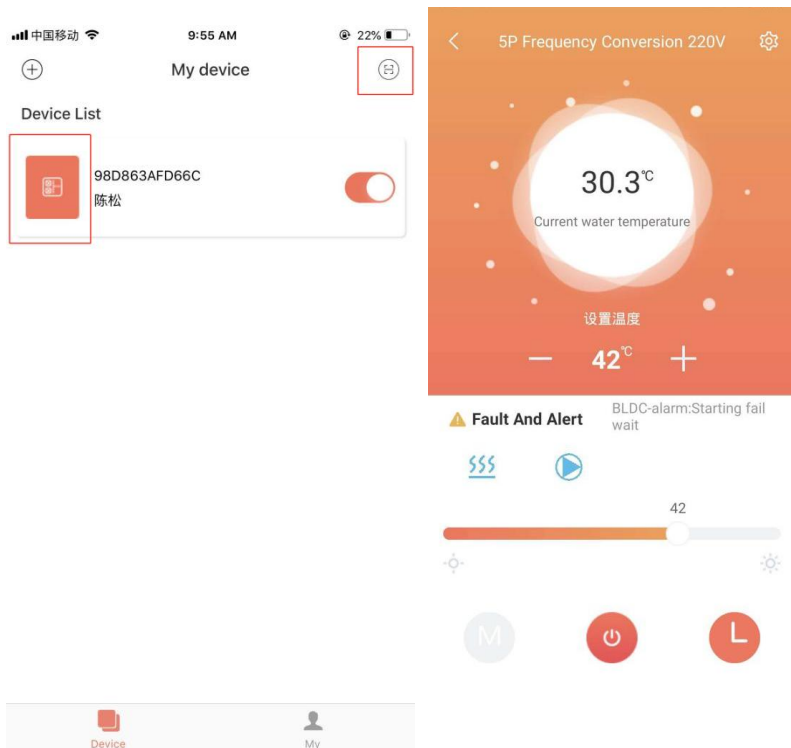 中国移动
9:55 AM
22%
My device
Device List
98D863AFD66C
陈松
Device
My
5P Frequency Conversion 220V
30.3℃
Current water temperature
设置温度
42℃
Fault And Alert
BLDC-alarm:Starting fail
wait
42
M